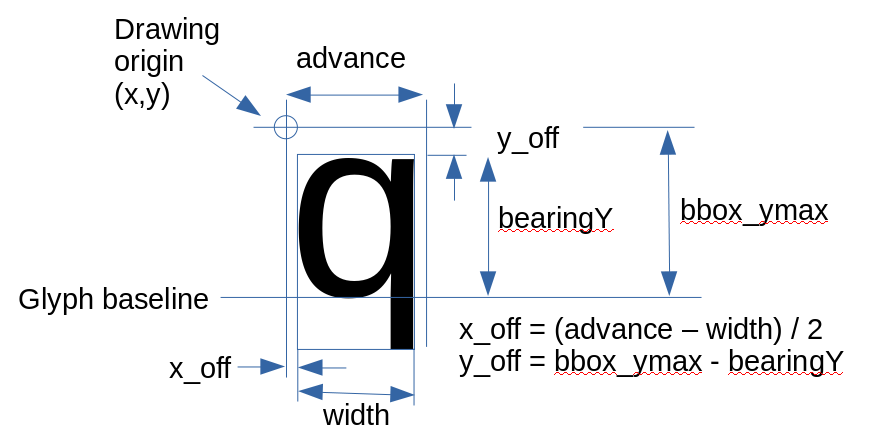 Drawing
origin
(x,y)
advance
y_off
bearingY
bbox_ymax
q
Glyph baseline
x_off = (advance – width) / 2
y_off = bbox_ymax - bearingY
x_off
width